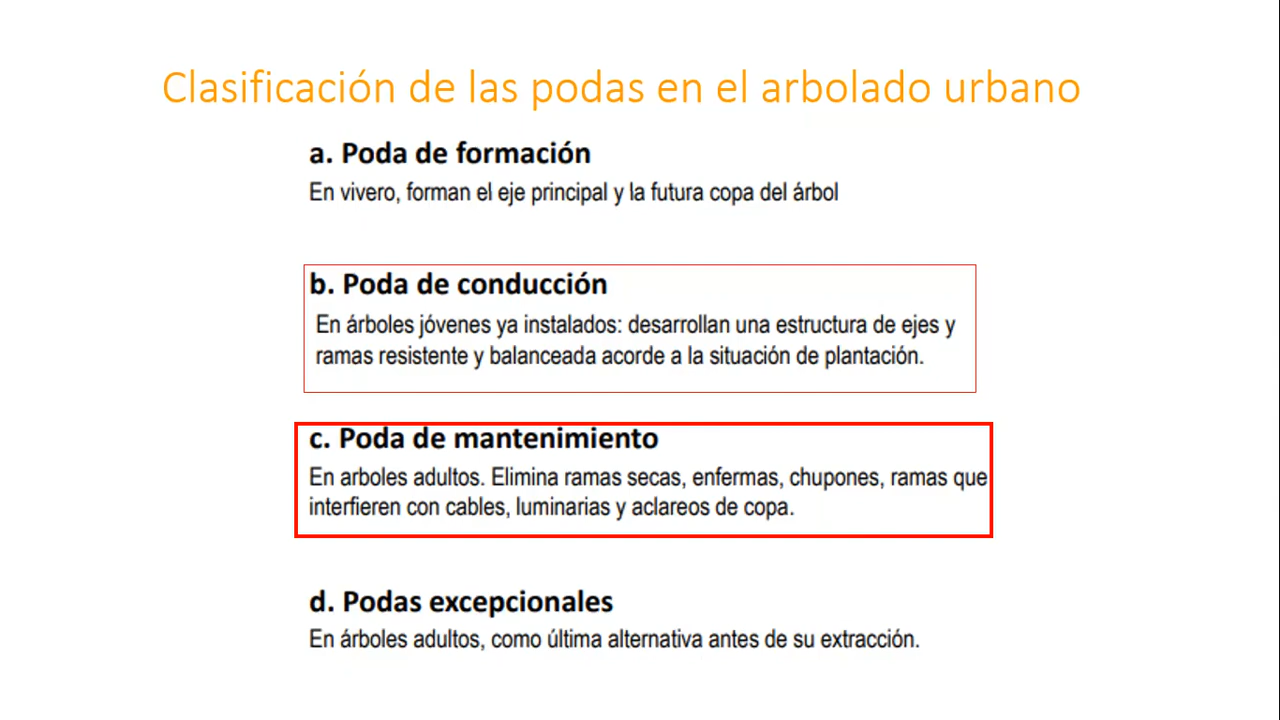 Clasificación de las podas en el arbolado urbano
a. Poda de formación
En vivero, forman el eje principal y la futura copa del árbol
b. Poda de conducción
En árboles jóvenes ya instalados: desarrollan una estructura de ejes y
ramas resistente y balanceada acorde a la situación de plantación.
c. Poda de mantenimiento
En arboles adultos. Elimina ramas secas, enfermas, chupones, ramas que
interfieren con cables, luminarias y aclareos de copa.
d. Podas excepcionales
En árboles adultos, como última alternativa antes de su extracción.